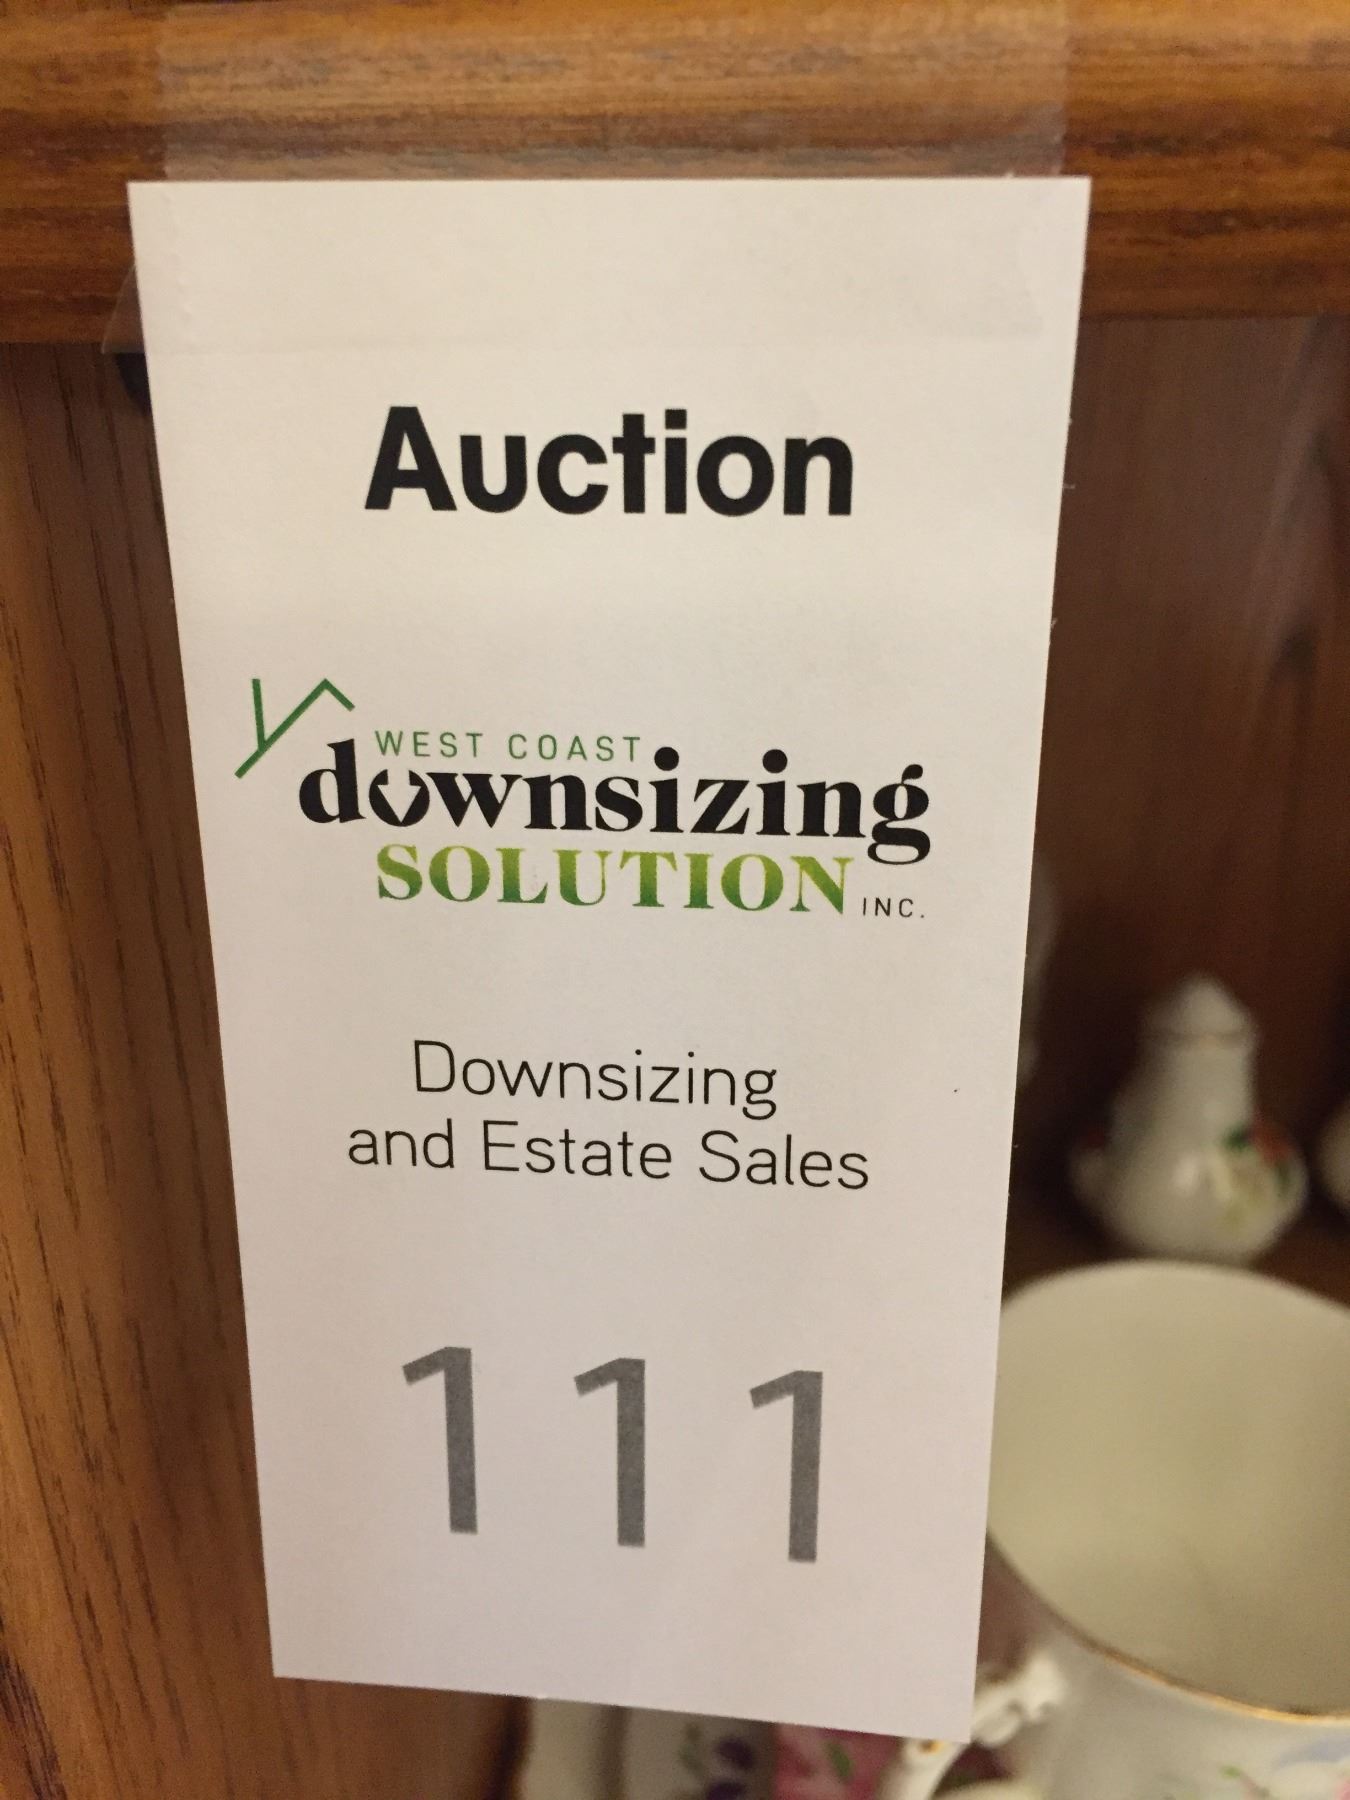 Auction
WEST COAST
downsizing
SOLUTION INC.
Downsizing
and Estate Sales
111